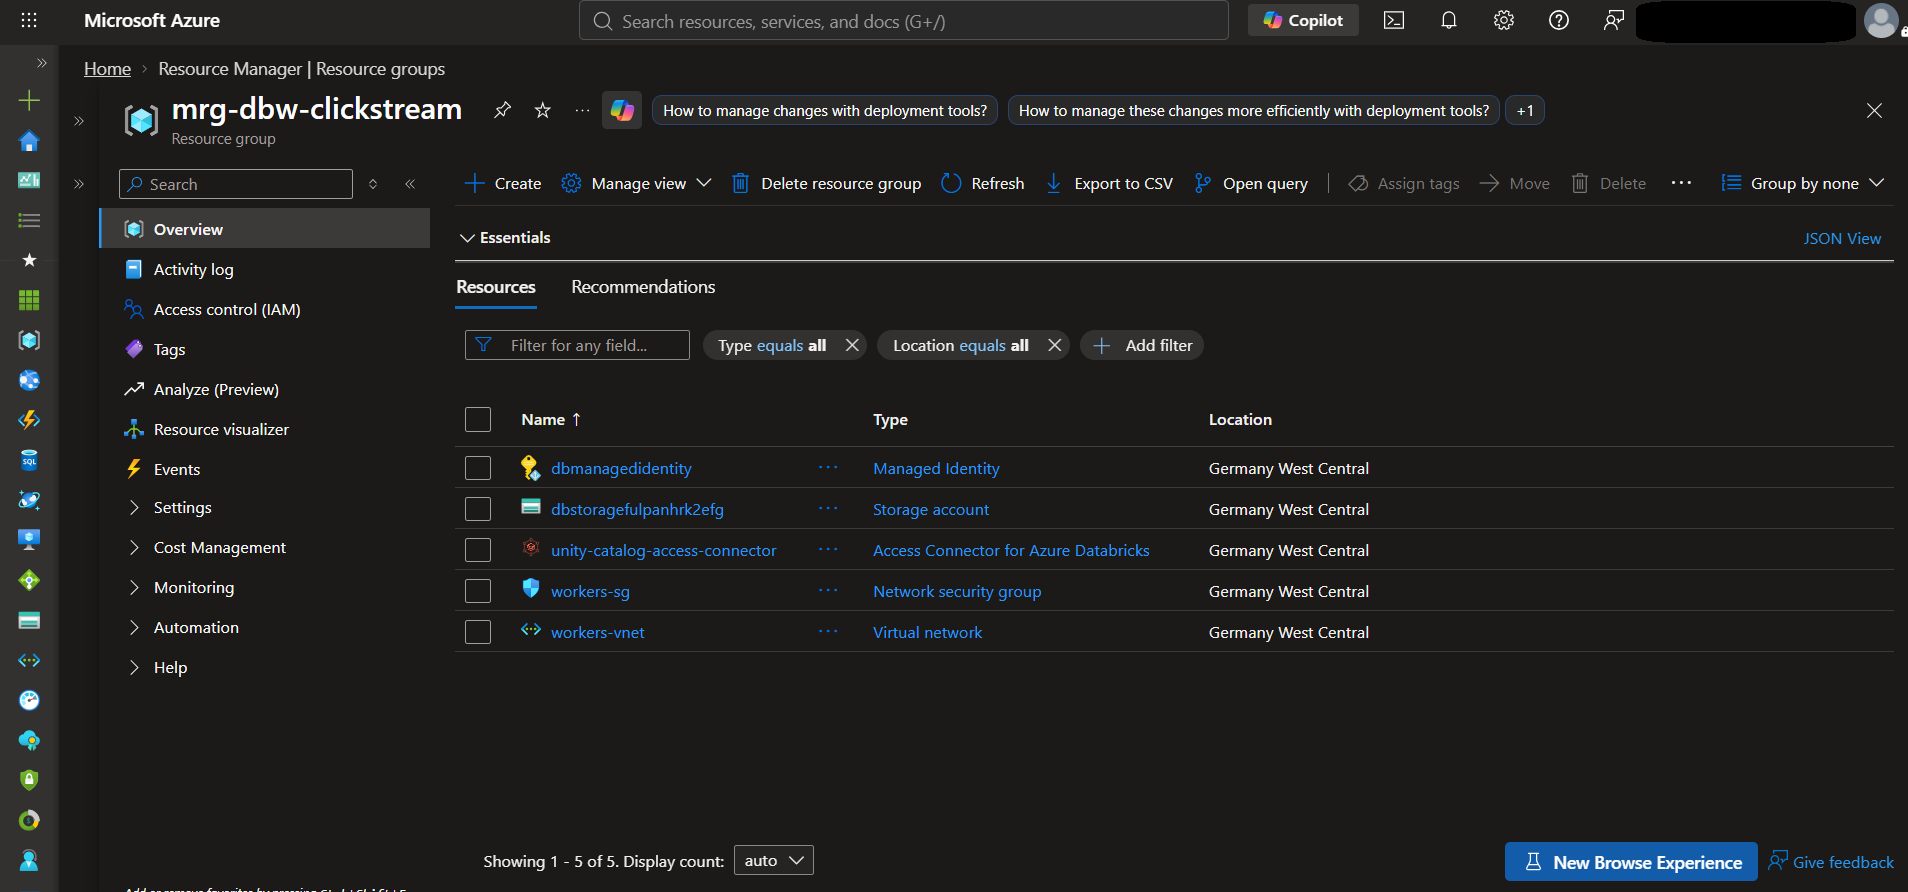 Microsoft Azure
Search resources, services, and docs (G+/)
Copilot
Home
Resource Manager | Resource groups
mrg-dbw-clickstream
Resource group
How to manage changes with deployment tools?
How to manage these changes more efficiently with deployment tools?
+1
Search
Create
Manage view
Delete resource group
Refresh
Export to CSV
Open query
Assign tags
Move
Delete
Group by none
Overview
Activity log
Access control (IAM)
Tags
Analyze (Preview)
Resource visualizer
Events
Settings
Cost Management
Monitoring
Automation
Help
Essentials
JSON View
Resources
Recommendations
Filter for any field...
Type equals all
Location equals all
Add filter
Name ↑ Type Location
dbmanagedidentity ... Managed Identity Germany West Central
dbstoragefulpanhrk2efg ... Storage account Germany West Central
unity-catalog-access-connector ... Access Connector for Azure Databricks Germany West Central
workers-sg ... Network security group Germany West Central
workers-vnet ... Virtual network Germany West Central
Showing 1 - 5 of 5. Display count: auto
New Browse Experience
Give feedback